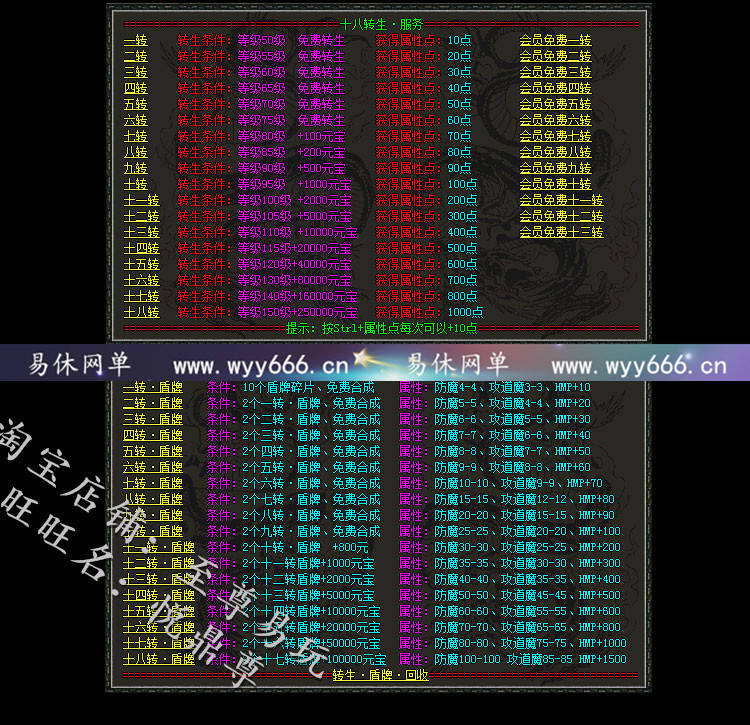 十八转生·服务
一转 转生条件: 等级50级 免费转生 获得属性点: 10点 会员免费一转
二转 转生条件: 等级55级 免费转生 获得属性点: 20点 会员免费二转
三转 转生条件: 等级60级 免费转生 获得属性点: 30点 会员免费三转
四转 转生条件: 等级65级 免费转生 获得属性点: 40点 会员免费四转
五转 转生条件: 等级70级 免费转生 获得属性点: 50点 会员免费五转
六转 转生条件: 等级75级 免费转生 获得属性点: 60点 会员免费六转
七转 转生条件: 等级80级 +100元宝 获得属性点: 70点 会员免费七转
八转 转生条件: 等级85级 +200元宝 获得属性点: 80点 会员免费八转
九转 转生条件: 等级90级 +500元宝 获得属性点: 90点 会员免费九转
十转 转生条件: 等级95级 +1000元宝 获得属性点: 100点 会员免费十转
十一转 转生条件: 等级100级 +2000元宝 获得属性点: 200点 会员免费十一转
十二转 转生条件: 等级105级 +5000元宝 获得属性点: 300点 会员免费十二转
十三转 转生条件: 等级110级 +10000元宝 获得属性点: 400点 会员免费十三转
十四转 转生条件: 等级115级+20000元宝 获得属性点: 500点
十五转 转生条件: 等级120级+40000元宝 获得属性点: 600点
十六转 转生条件: 等级130级+80000元宝 获得属性点: 700点
十七转 转生条件: 等级140级+160000元宝 获得属性点: 800点
十八转 转生条件: 等级150级+250000元宝 获得属性点: 1000点
提示: 按Strl+属性点每次可以+10点
易休网单 www.wyy666.cn 易休网单 www.wyy666.cn
一转·盾牌 条件: 10个盾牌碎片、免费合成 属性: 防魔4-4、攻道魔3-3、HMP+10
二转·盾牌 条件: 2个一转·盾牌、免费合成 属性: 防魔5-5、攻道魔4-4、HMP+20
三转·盾牌 条件: 2个二转·盾牌、免费合成 属性: 防魔6-6、攻道魔5-5、HMP+30
四转·盾牌 条件: 2个三转·盾牌、免费合成 属性: 防魔7-7、攻道魔6-6、HMP+40
五转·盾牌 条件: 2个四转·盾牌、免费合成 属性: 防魔8-8、攻道魔7-7、HMP+50
六转·盾牌 条件: 2个五转·盾牌、免费合成 属性: 防魔9-9、攻道魔8-8、HMP+60
七转·盾牌 条件: 2个六转·盾牌、免费合成 属性: 防魔10-10、攻道魔9-9、HMP+70
八转·盾牌 条件: 2个七转·盾牌、免费合成 属性: 防魔15-15、攻道魔12-12、HMP+80
九转·盾牌 条件: 2个八转·盾牌、免费合成 属性: 防魔20-20、攻道魔15-15、HMP+90
十转·盾牌 条件: 2个九转·盾牌、免费合成 属性: 防魔25-25、攻道魔20-20、HMP+100
十一转·盾牌 条件: 2个十转·盾牌 +800元 属性: 防魔30-30、攻道魔25-25、HMP+200
十二转·盾牌 条件: 2个十一转盾牌+1000元宝 属性: 防魔35-35、攻道魔30-30、HMP+300
十三转·盾牌 条件: 2个十二转盾牌+2000元宝 属性: 防魔40-40、攻道魔35-35、HMP+400
十四转·盾牌 条件: 2个十三转盾牌+5000元宝 属性: 防魔50-50、攻道魔45-45、HMP+500
十五转·盾牌 条件: 2个十四转盾牌+10000元宝 属性: 防魔60-60、攻道魔55-55、HMP+600
十六转·盾牌 条件: 2个十五转盾牌+20000元宝 属性: 防魔70-70、攻道魔65-65、HMP+800
十七转·盾牌 条件: 2个十六转盾牌+50000元宝 属性: 防魔80-80、攻道魔75-75、HMP+1000
十八转·盾牌 条件: 2个十七转盾牌+100000元宝 属性: 防魔100-100 攻道魔85-85 HMP+1500
转生·盾牌·回收
淘宝店铺: 至尊易玩
旺旺名: 优鼎尊